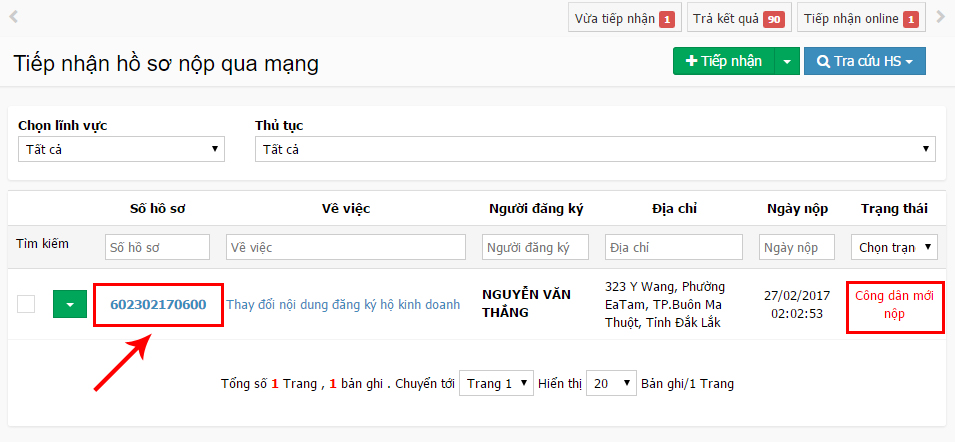 Vừa tiếp nhận 1 Trả kết quả 90 Tiếp nhận online 1
Tiếp nhận hồ sơ nộp qua mạng
Tiếp nhận Tra cứu HS
Chọn lĩnh vực Thủ tục
Tất cả Tất cả
Số hồ sơ Về việc Người đăng ký Địa chỉ Ngày nộp Trạng thái
Tìm kiếm Số hồ sơ Về việc Người đăng ký Địa chỉ Ngày nộp Chọn trạn
602302170600 Thay đổi nội dung đăng ký hộ kinh doanh
NGUYỄN VĂN
THẮNG
323 Y Wang, Phường
EaTam, TP.Buôn Ma
Thuột, Tỉnh Đắk Lắk
27/02/2017
02:02:53
Công dân mới
nộp
Tổng số 1 Trang , 1 bản ghi . Chuyển tới Trang 1 Hiển thị 20 Bản ghi/1 Trang